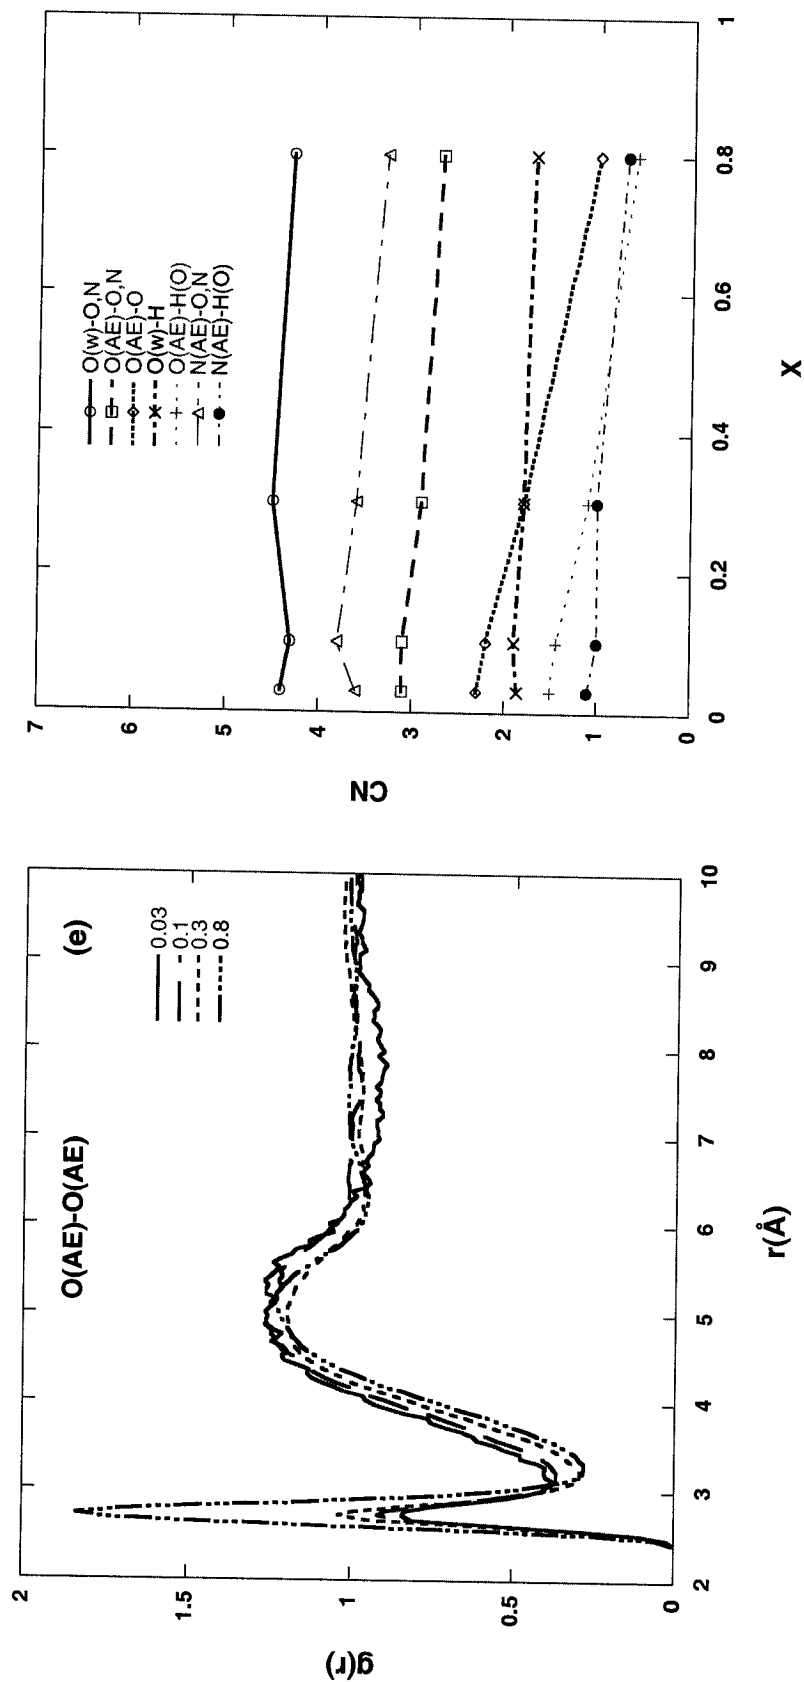 O(AE)-O(AE)
(e)
0.03
0.1
0.3
0.8
2
1.5
1
0.5
0
g(r)
2
3
4
5
6
7
8
9
10
r(Å)
O(w)-O,N
O(AE)-O,N
O(AE)-O
O(w)-H
O(AE)-H(O)
N(AE)-O,N
N(AE)-H(O)
7
6
5
4
3
2
1
0
CN
0
0.2
0.4
0.6
0.8
1
X